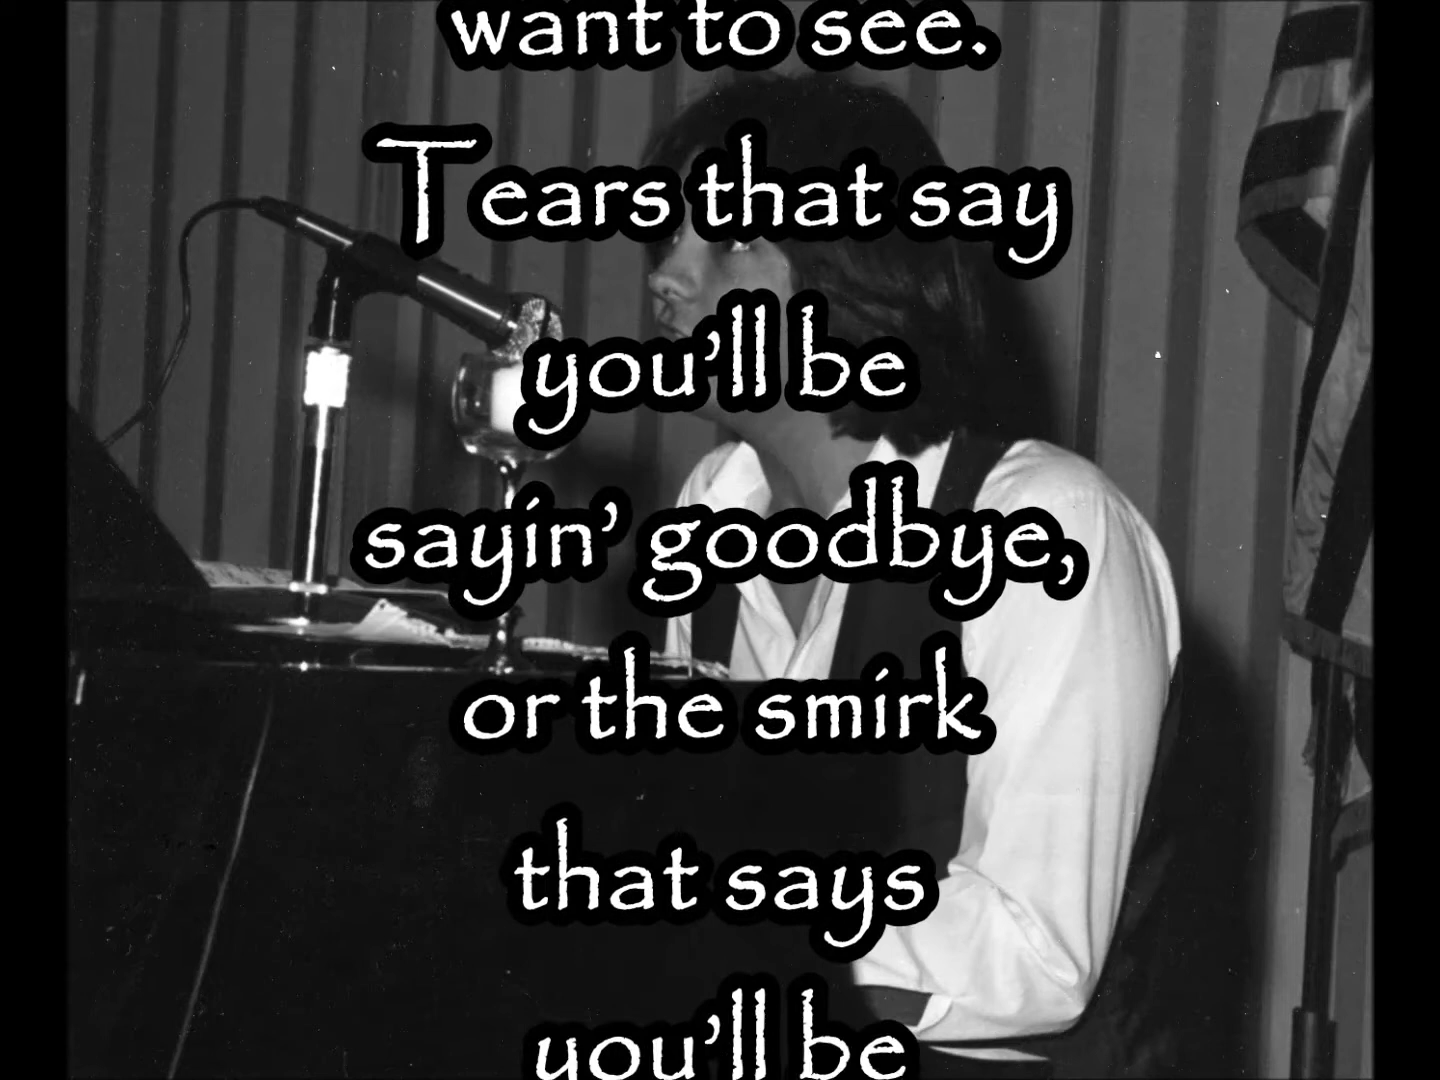 want to see.
Tears that say
you'll be
sayin' goodbye,
or the smirk
that says
you'll be